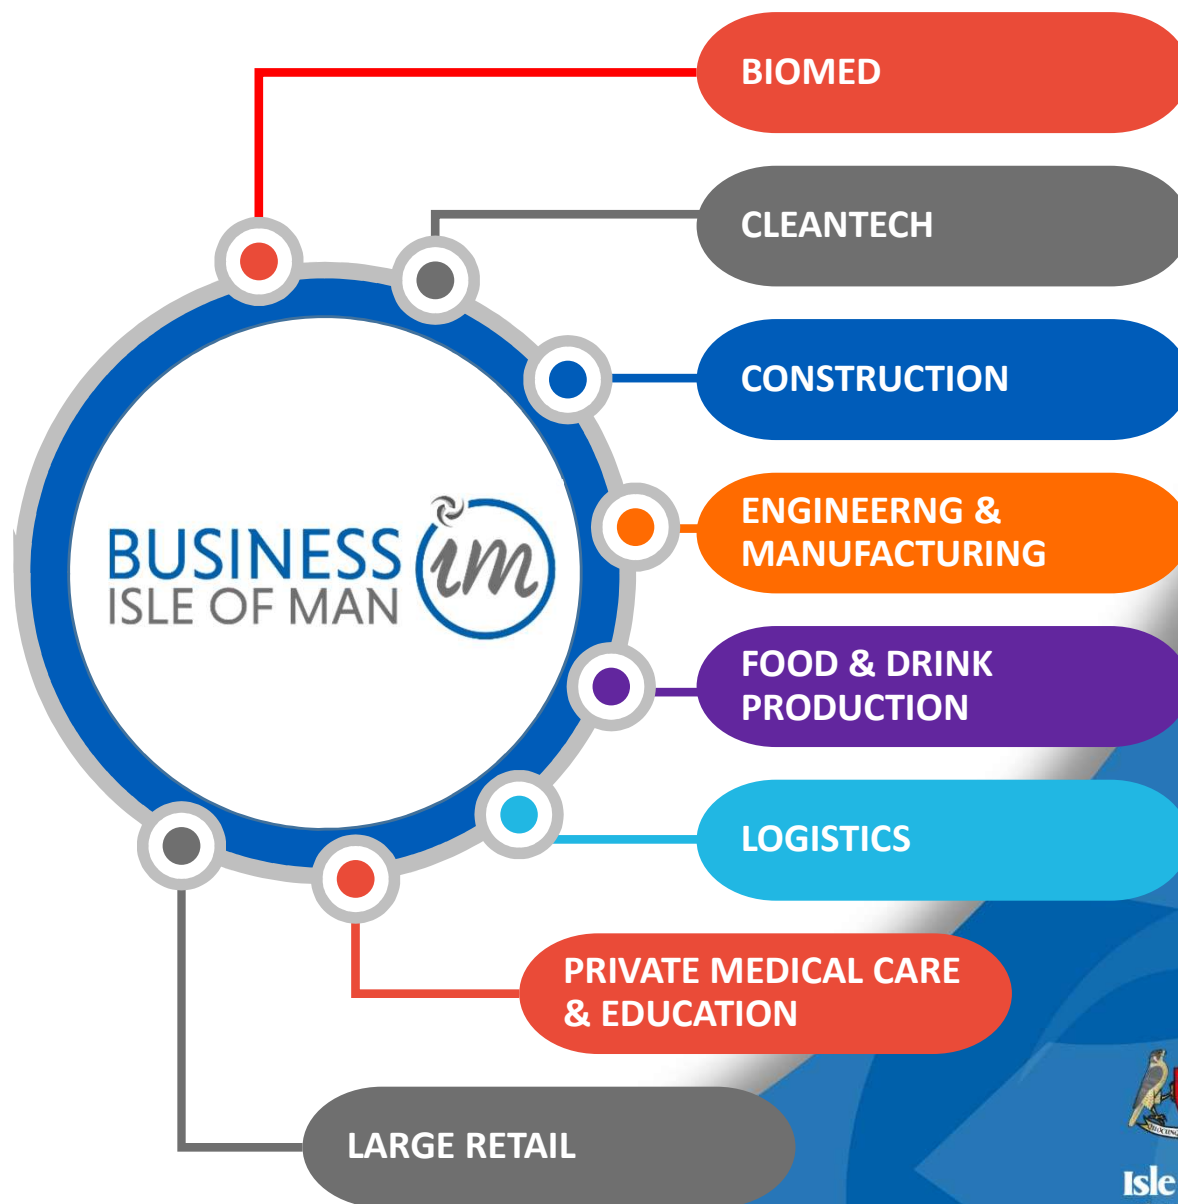 BIOMED
CLEANTECH
CONSTRUCTION
ENGINEERNG &
MANUFACTURING
BUSINESS
ISLE OF MAN
im
FOOD & DRINK
PRODUCTION
LOGISTICS
PRIVATE MEDICAL CARE
& EDUCATION
LARGE RETAIL
Isle